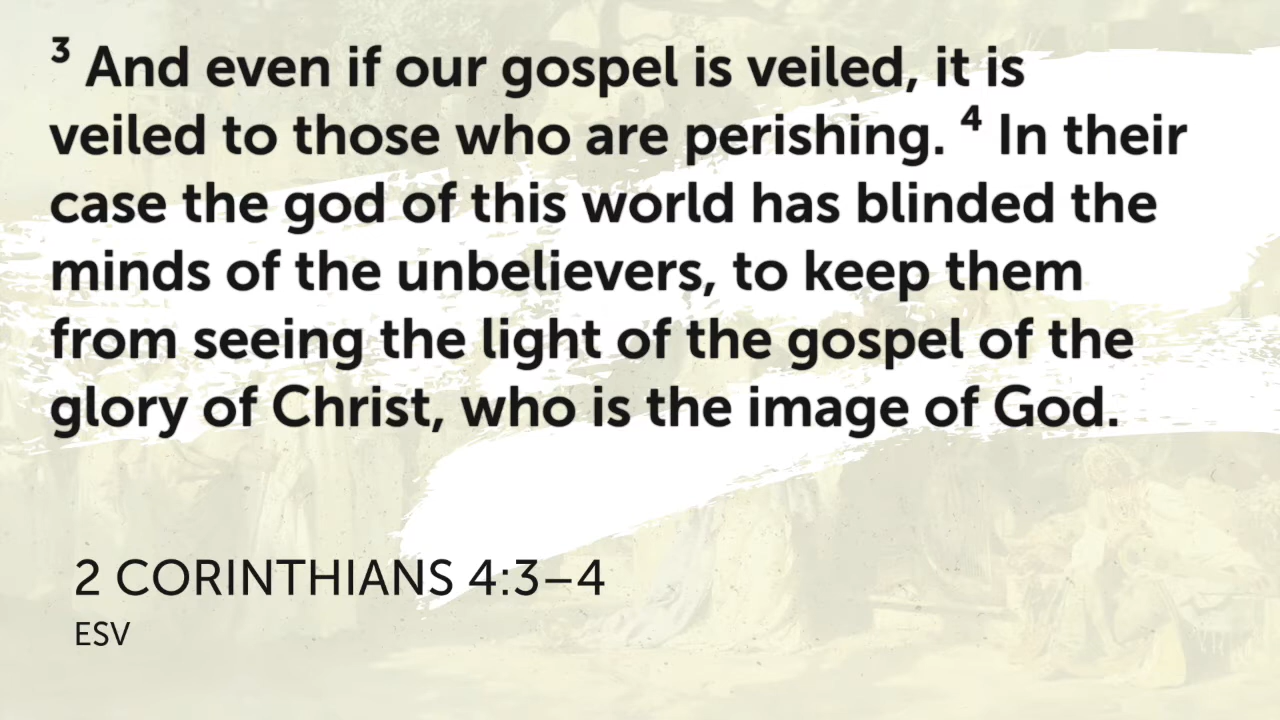 ³ And even if our gospel is veiled, it is
veiled to those who are perishing. ⁴ In their
case the god of this world has blinded the
minds of the unbelievers, to keep them
from seeing the light of the gospel of the
glory of Christ, who is the image of God.
2 CORINTHIANS 4:3–4
ESV